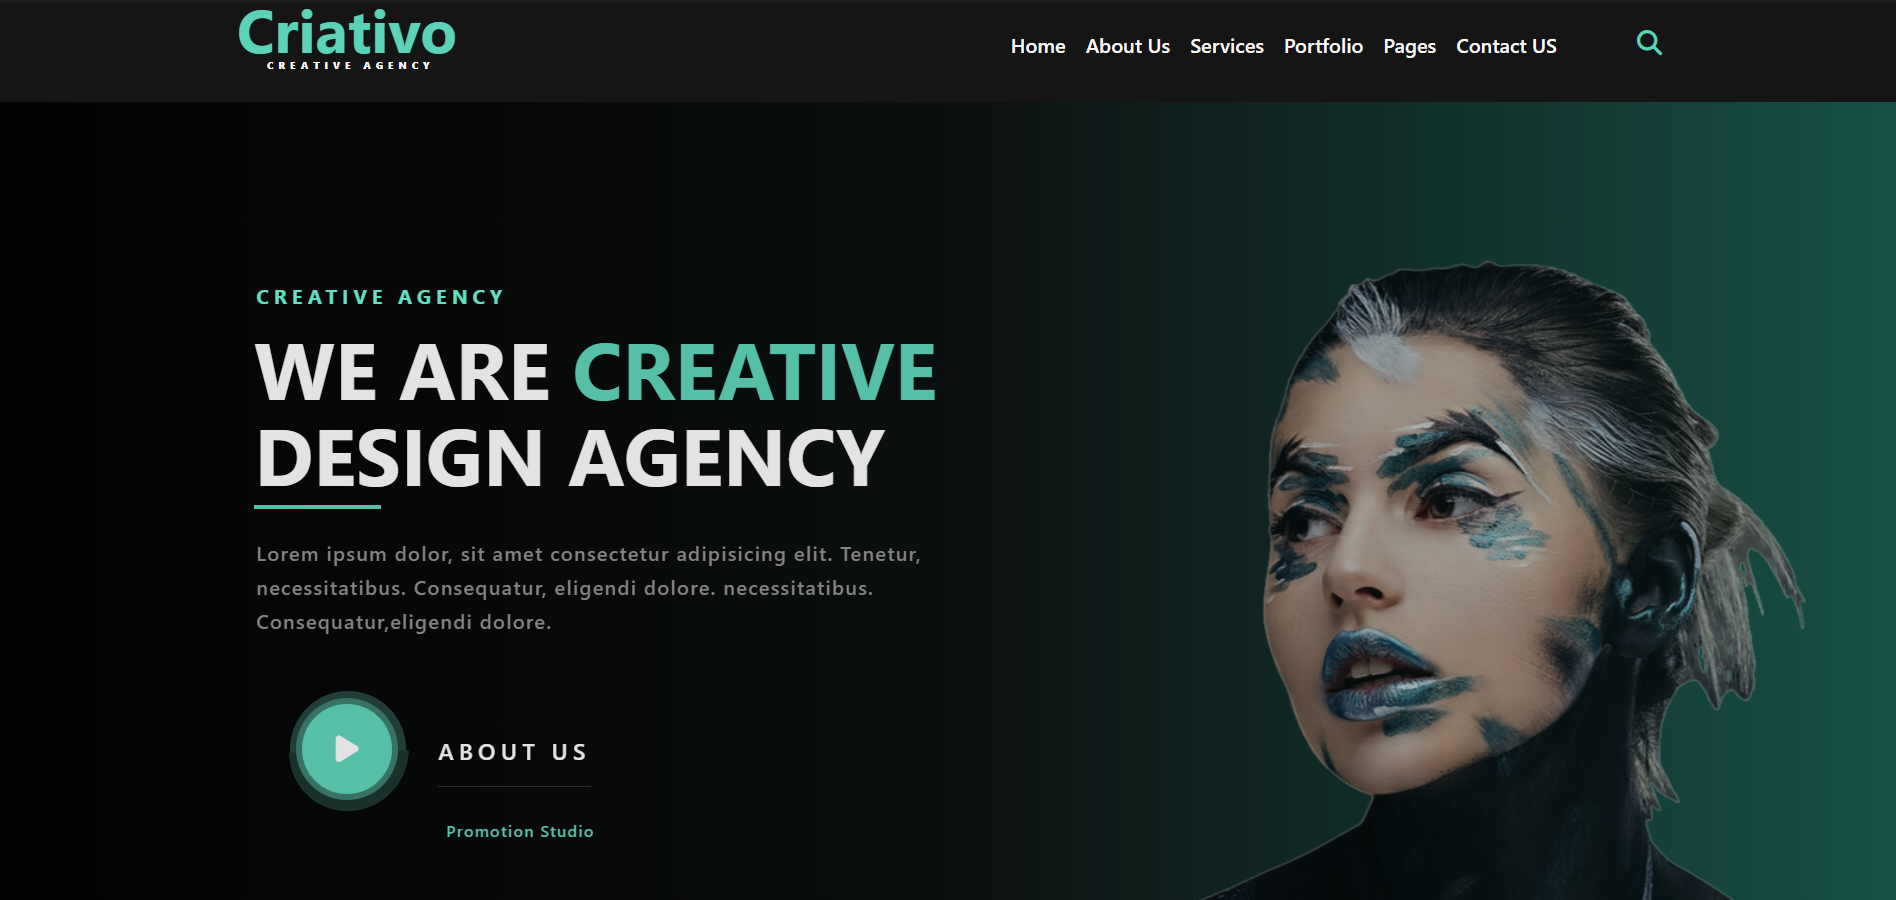 Criativo
CREATIVE AGENCY
Home About Us Services Portfolio Pages Contact US
CREATIVE AGENCY
WE ARE CREATIVE
DESIGN AGENCY
Lorem ipsum dolor, sit amet consectetur adipisicing elit. Tenetur,
necessitatibus. Consequatur, eligendi dolore. necessitatibus.
Consequatur,eligendi dolore.
ABOUT US
Promotion Studio